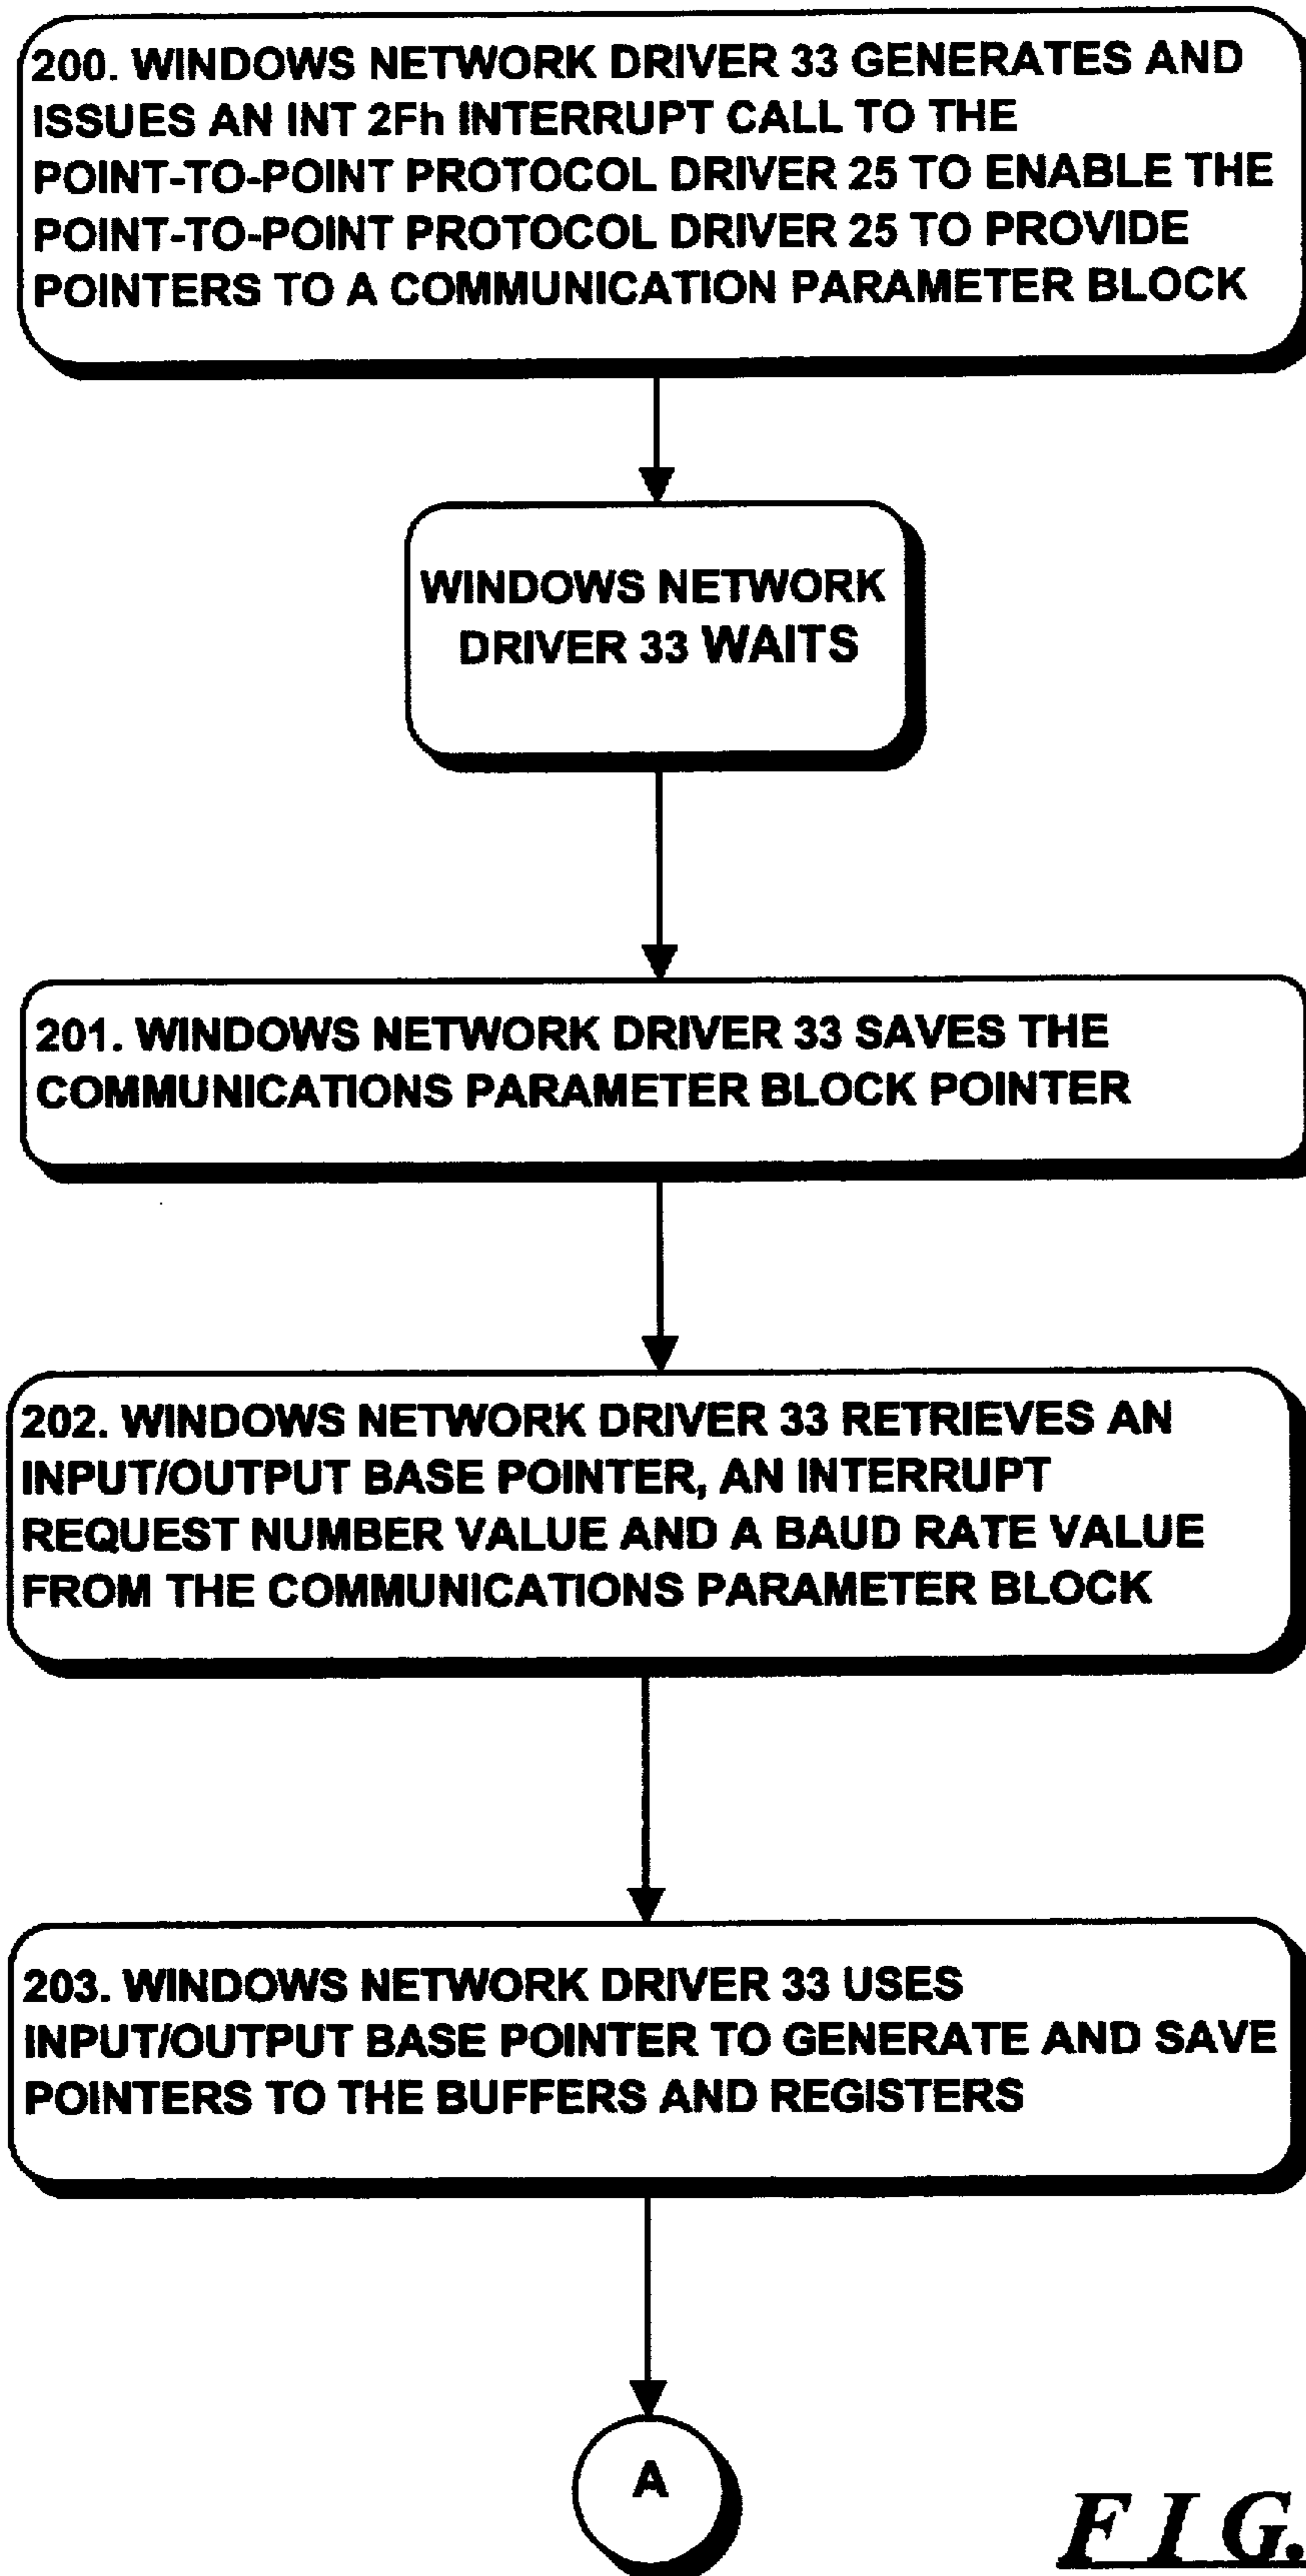 200. WINDOWS NETWORK DRIVER 33 GENERATES AND
ISSUES AN INT 2Fh INTERRUPT CALL TO THE
POINT-TO-POINT PROTOCOL DRIVER 25 TO ENABLE THE
POINT-TO-POINT PROTOCOL DRIVER 25 TO PROVIDE
POINTERS TO A COMMUNICATION PARAMETER BLOCK
WINDOWS NETWORK
DRIVER 33 WAITS
201. WINDOWS NETWORK DRIVER 33 SAVES THE
COMMUNICATIONS PARAMETER BLOCK POINTER
202. WINDOWS NETWORK DRIVER 33 RETRIEVES AN
INPUT/OUTPUT BASE POINTER, AN INTERRUPT
REQUEST NUMBER VALUE AND A BAUD RATE VALUE
FROM THE COMMUNICATIONS PARAMETER BLOCK
203. WINDOWS NETWORK DRIVER 33 USES
INPUT/OUTPUT BASE POINTER TO GENERATE AND SAVE
POINTERS TO THE BUFFERS AND REGISTERS
A
FIG.